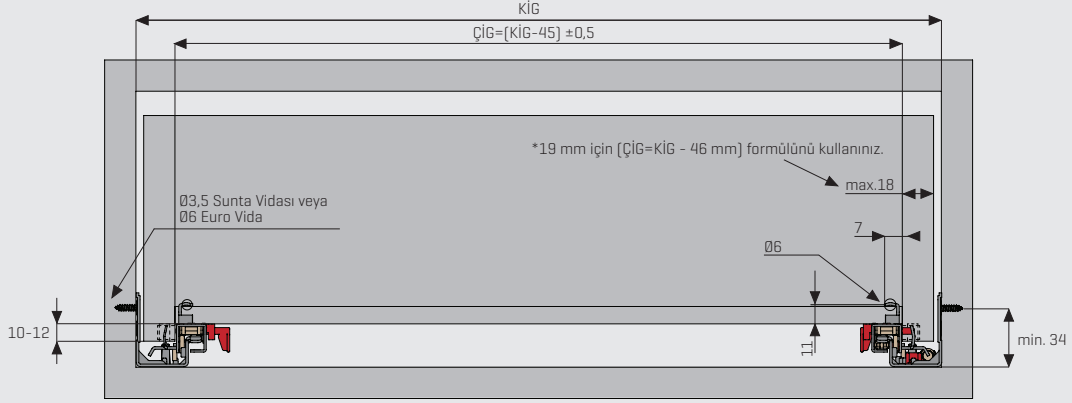 KİG
ÇİG=(KİG-45) ±0,5
*19 mm için (ÇİG=KİG - 46 mm) formülünü kullanınız.
max.18
Ø3,5 Sunta Vidası veya
Ø6 Euro Vida
7
Ø6
10-12
11
min. 34